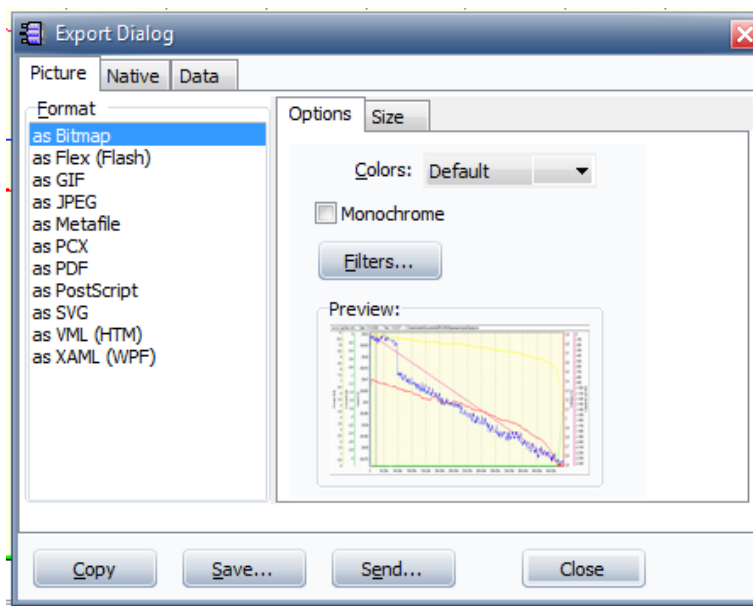 Export Dialog
Picture Native Data
Format
as Bitmap
as Flex (Flash)
as GIF
as JPEG
as Metafile
as PCX
as PDF
as PostScript
as SVG
as VML (HTM)
as XAML (WPF)
Options Size
Colors: Default
Monochrome
Filters...
Preview:
Copy Save... Send... Close